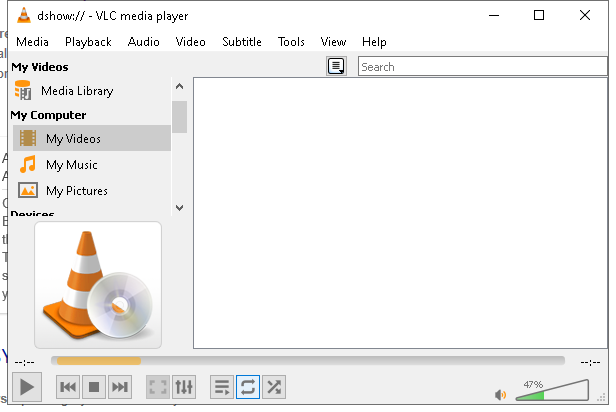 dshow:// - VLC media player
Media Playback Audio Video Subtitle Tools View Help
My Videos
Search
Media Library
My Computer
My Videos
My Music
My Pictures
Devices
--:--
--:--
47%